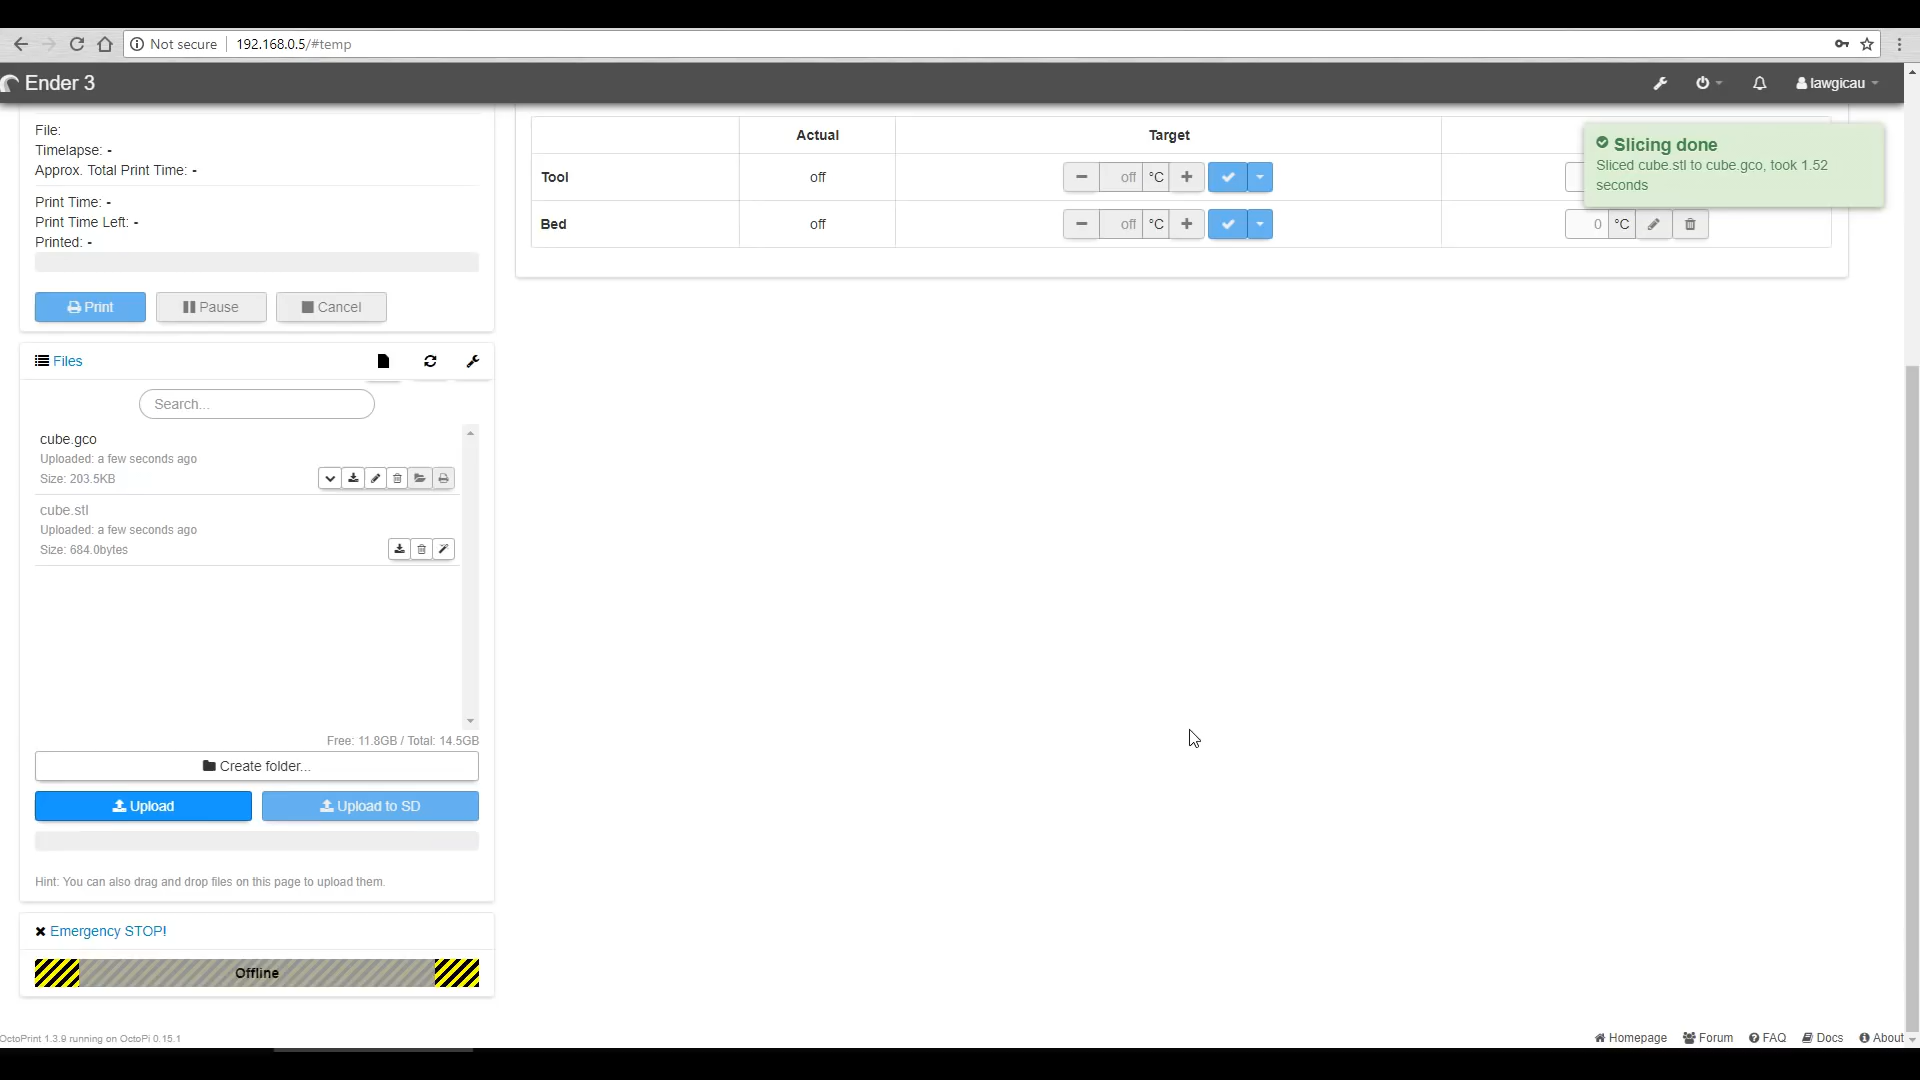 Not secure
192.168.0.5/#temp
Ender 3
lawgicau
File:
Timelapse: -
Approx. Total Print Time: -
Print Time: -
Print Time Left: -
Printed: -
Print
Pause
Cancel
Actual
Target
Tool
off
off
°C
Bed
off
off
°C
0
°C
Slicing done
Sliced cube.stl to cube.gco, took 1.52
seconds
Files
Search...
cube.gco
Uploaded: a few seconds ago
Size: 203.5KB
cube.stl
Uploaded: a few seconds ago
Size: 684.0bytes
Free: 11.8GB / Total: 14.5GB
Create folder...
Upload
Upload to SD
Hint: You can also drag and drop files on this page to upload them.
Emergency STOP!
Offline
OctoPrint 1.3.9 running on OctoPi 0.15.1
Homepage
Forum
FAQ
Docs
About